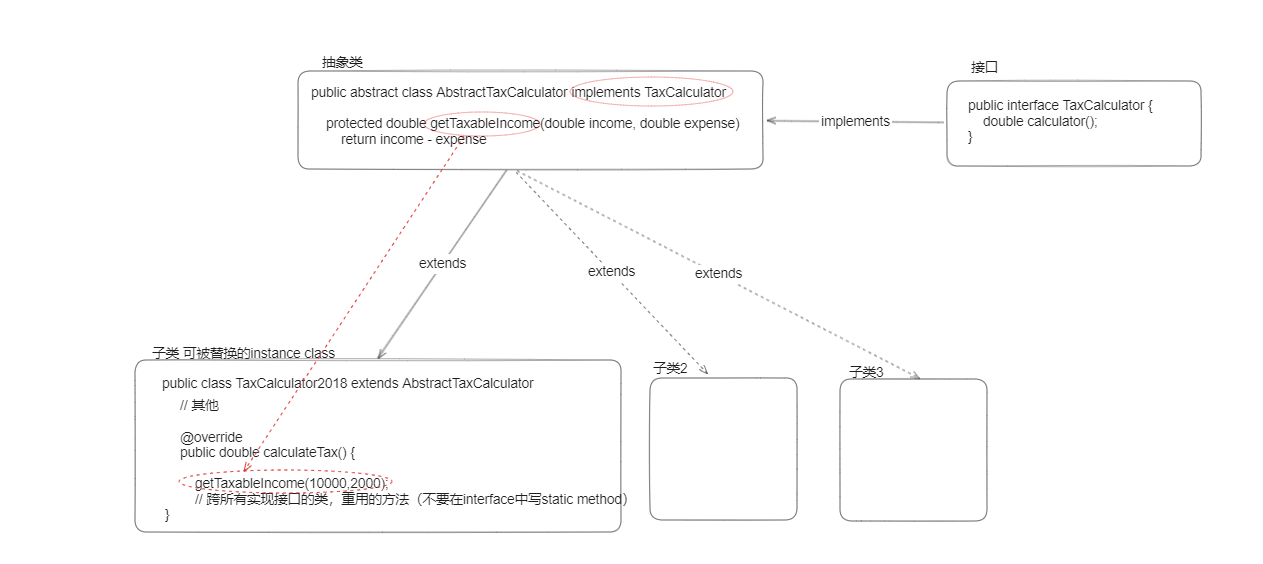 抽象类
public abstract class AbstractTaxCalculator implements TaxCalculator
protected double getTaxableIncome(double income, double expense)
return income - expense
接口
public interface TaxCalculator {
double calculator();
}
implements
extends
extends
extends
子类 可被替换的instance class
public class TaxCalculator2018 extends AbstractTaxCalculator
// 其他
@override
public double calculateTax() {
getTaxableIncome(10000,2000);
// 跨所有实现接口的类，重用的方法（不要在interface中写static method）
}
子类2
子类3